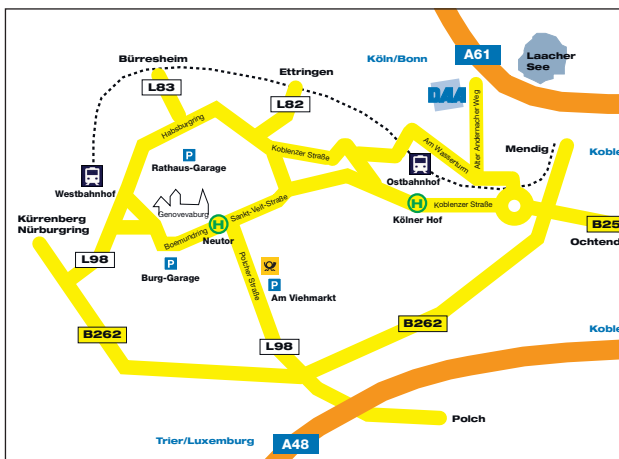 Bürresheim
L83
Ettringen
L82
Köln/Bonn
A61
Laacher
See
DAA
Alter Andernacher Weg
Habsburgring
P
Rathaus-Garage
Koblenzer Straße
Am Wasserturm
Mendig
Koble
Westbahnhof
Ostbahnhof
Genovevaburg
Kürrenberg
Nürburgring
Sankt-Veit-Straße
H
Neutor
Boemundring
H
Kölner Hof
Koblenzer Straße
B25
Ochtend
L98
P
Burg-Garage
Polcher Straße
P
Am Viehmarkt
B262
B262
L98
Koble
Polch
Trier/Luxemburg
A48